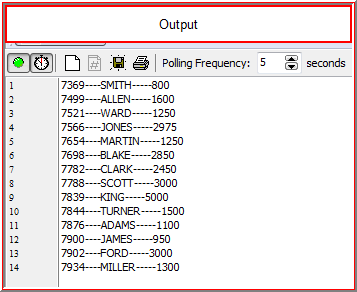 Output
Polling Frequency: 5 seconds
1 7369----SMITH-----800
2 7499----ALLEN-----1600
3 7521----WARD-----1250
4 7566----JONES-----2975
5 7654----MARTIN-----1250
6 7698----BLAKE-----2850
7 7782----CLARK-----2450
8 7788----SCOTT-----3000
9 7839----KING-----5000
10 7844----TURNER-----1500
11 7876----ADAMS-----1100
12 7900----JAMES-----950
13 7902----FORD-----3000
14 7934----MILLER-----1300